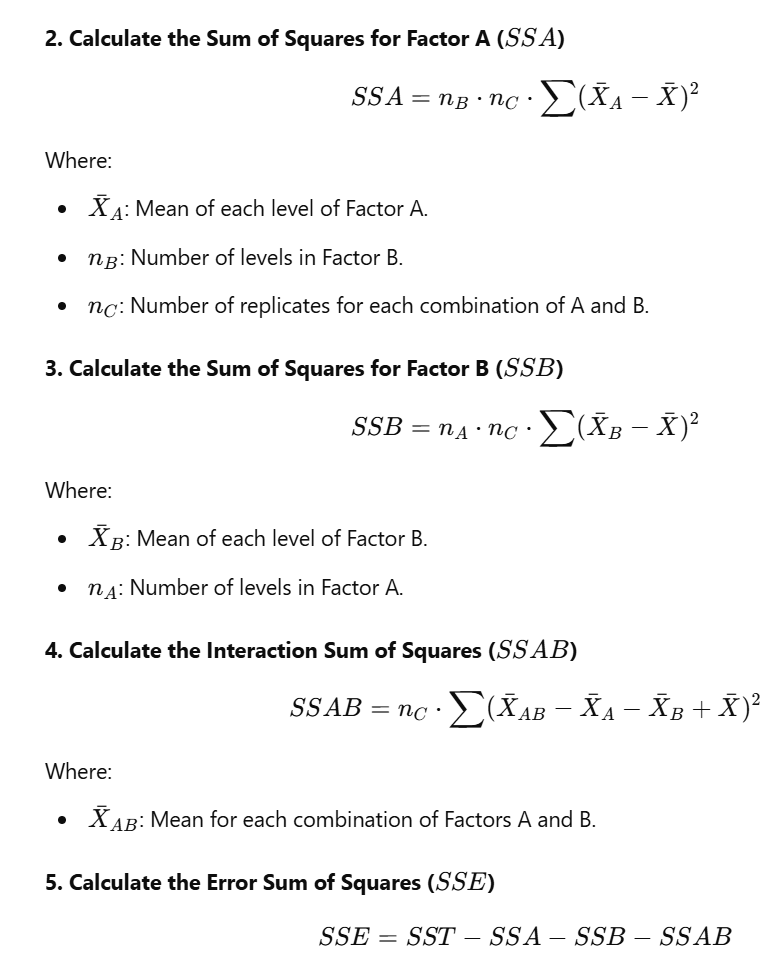 2. Calculate the Sum of Squares for Factor A (SSA)
SSA = n_B · n_C · ∑(X̄_A − X̄)²
Where:
• X̄_A: Mean of each level of Factor A.
• n_B: Number of levels in Factor B.
• n_C: Number of replicates for each combination of A and B.
3. Calculate the Sum of Squares for Factor B (SSB)
SSB = n_A · n_C · ∑(X̄_B − X̄)²
Where:
• X̄_B: Mean of each level of Factor B.
• n_A: Number of levels in Factor A.
4. Calculate the Interaction Sum of Squares (SSAB)
SSAB = n_C · ∑(X̄_AB − X̄_A − X̄_B + X̄)²
Where:
• X̄_AB: Mean for each combination of Factors A and B.
5. Calculate the Error Sum of Squares (SSE)
SSE = SST − SSA − SSB − SSAB